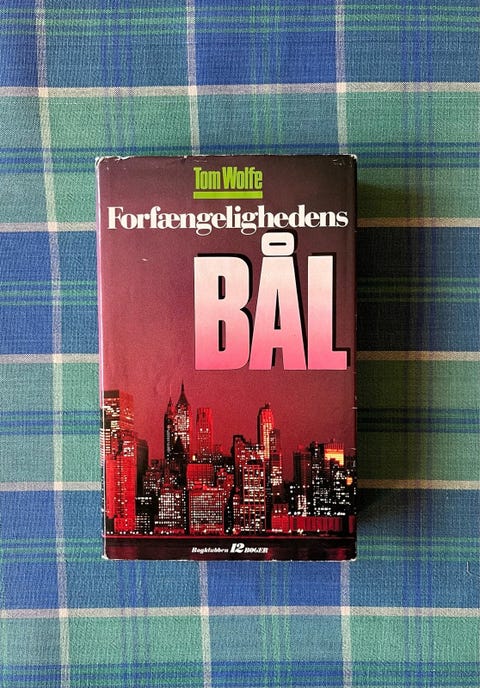 Tom Wolfe
Forfængelighedens
BÅL
Bogklubben 12 BØGER